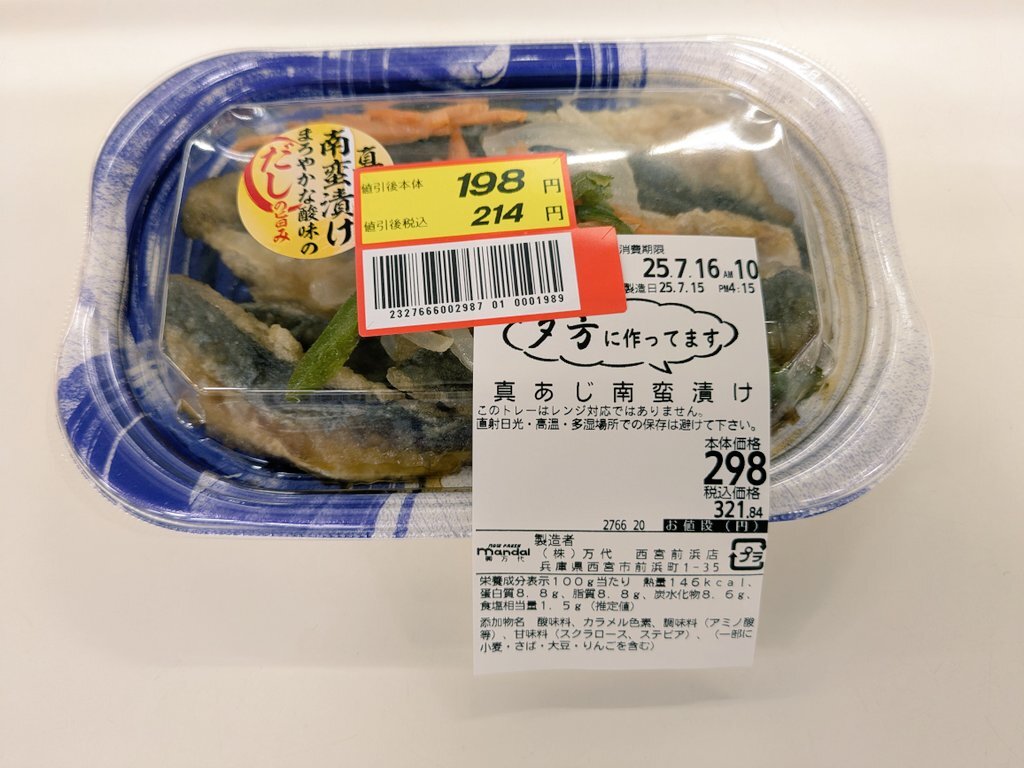 真
南蛮漬け
まろやかな酸味の
だしの旨み
値引後本体 198 円
値引後税込 214 円
2327666002987 01 0001989
消費期限
25.7.16 AM10
製造日25.7.15 PM4:15
夕方に作ってます
真あじ南蛮漬け
このトレーはレンジ対応ではありません。
直射日光・高温・多湿場所での保存は避けて下さい。
本体価格
298
税込価格
321.84
2766 20 お値段(円)
製造者
mandai
㈱万代
(株)万代 西宮前浜店
兵庫県西宮市前浜町1-35
プラ
栄養成分表示100g当たり 熱量146kcal、
蛋白質8.8g、脂質8.8g、炭水化物8.6g、
食塩相当量1.5g(推定値)
添加物名 酸味料、カラメル色素、調味料(アミノ酸
等)、甘味料(スクラロース、ステビア)、(一部に
小麦・さば・大豆・りんごを含む)